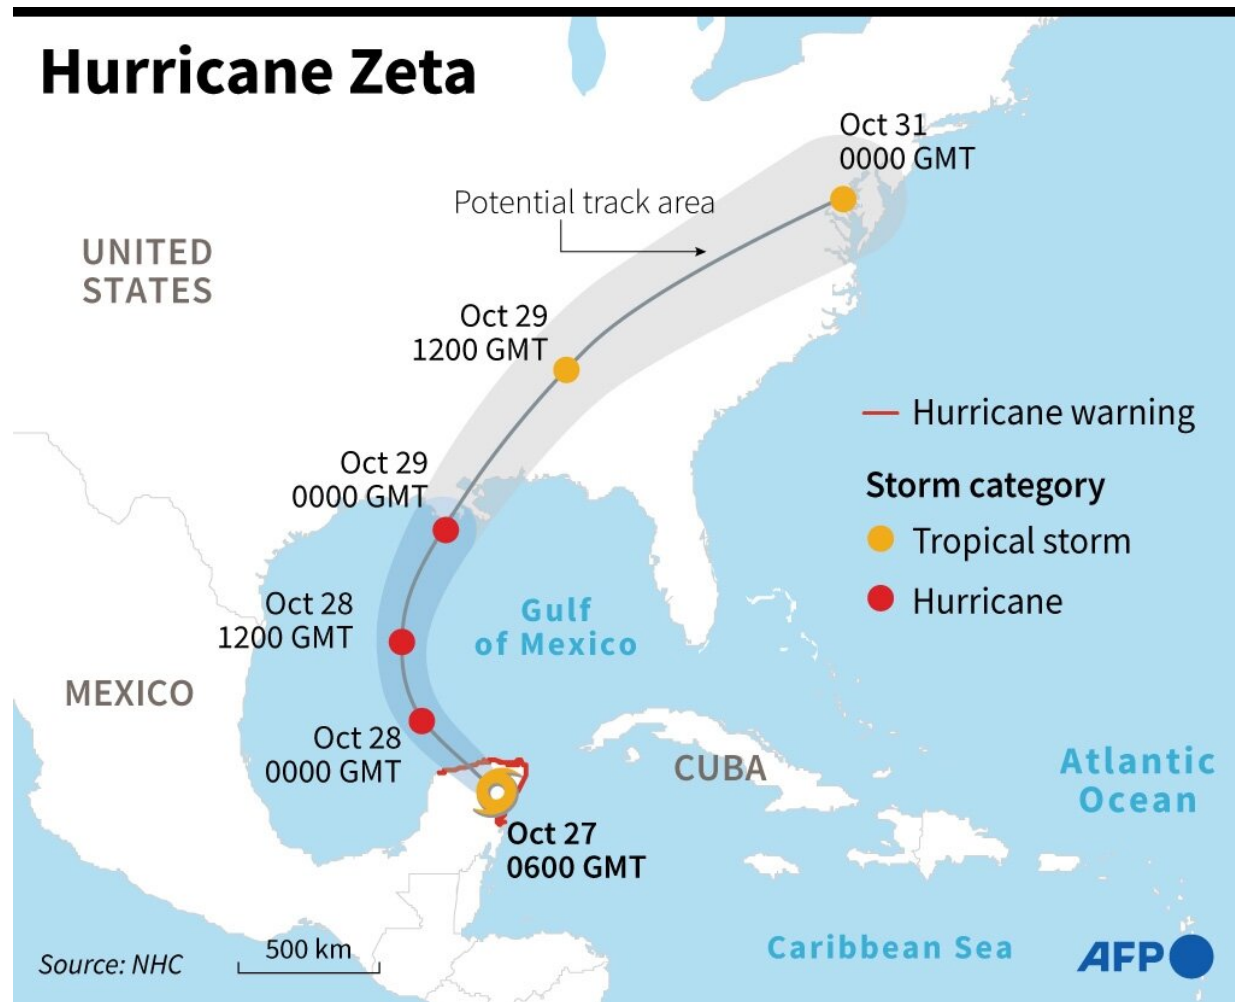 Hurricane Zeta
Oct 31
0000 GMT
Potential track area
UNITED
STATES
Oct 29
1200 GMT
Hurricane warning
Storm category
Tropical storm
Hurricane
Oct 29
0000 GMT
Oct 28
1200 GMT
Gulf
of Mexico
MEXICO
Oct 28
0000 GMT
CUBA
Atlantic
Ocean
Oct 27
0600 GMT
Caribbean Sea
Source: NHC
500 km
AFP